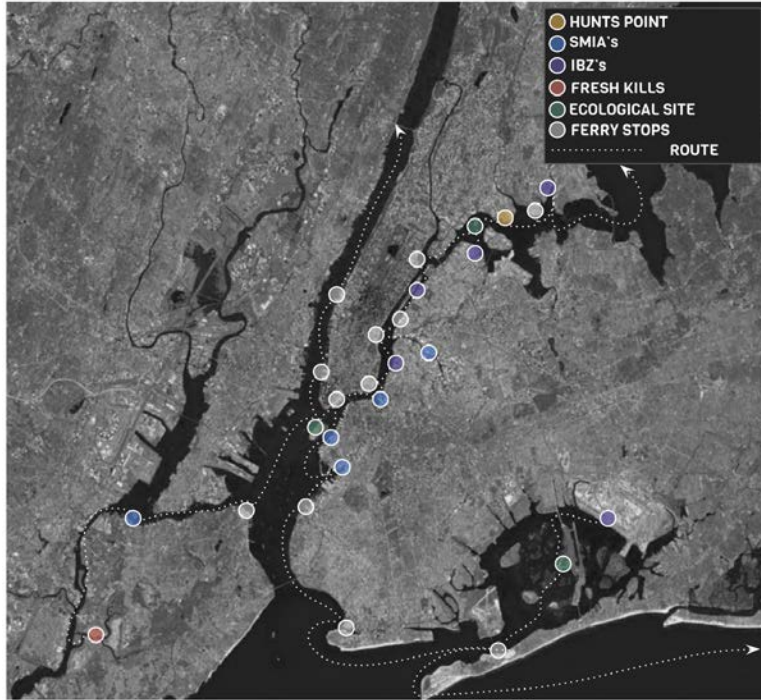 HUNTS POINT
SMIA's
IBZ's
FRESH KILLS
ECOLOGICAL SITE
FERRY STOPS
ROUTE